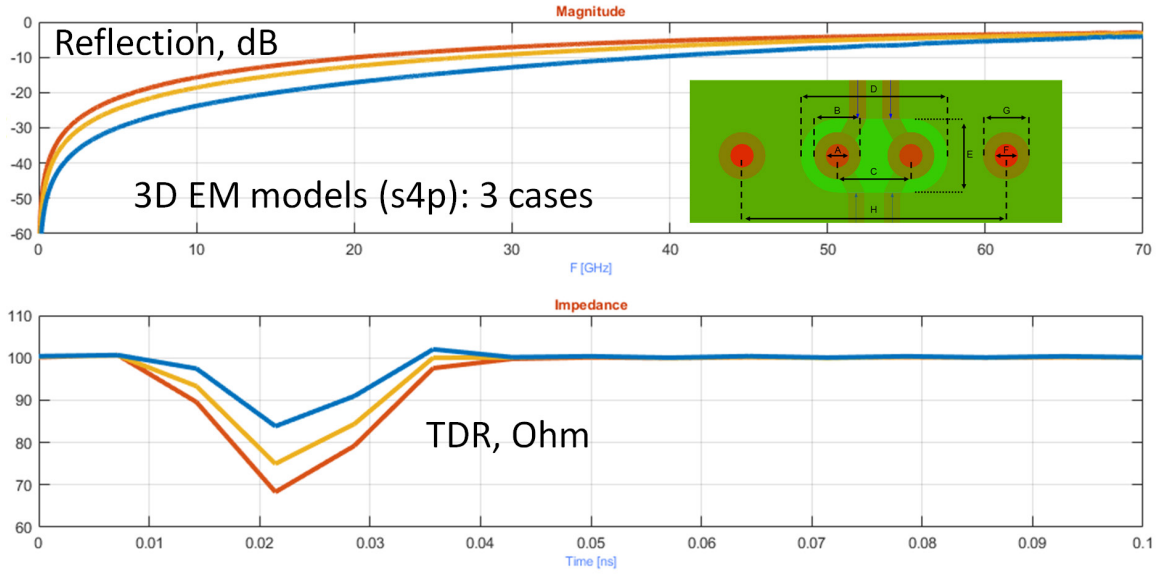 Magnitude
Reflection, dB
3D EM models (s4p): 3 cases
0
-10
-20
-30
-40
-50
-60
D
B
G
A
E
F
C
H
0 10 20 30 40 50 60 70
F [GHz]
Impedance
TDR, Ohm
110
100
90
80
70
60
0 0.01 0.02 0.03 0.04 0.05 0.06 0.07 0.08 0.09 0.1
Time [ns]